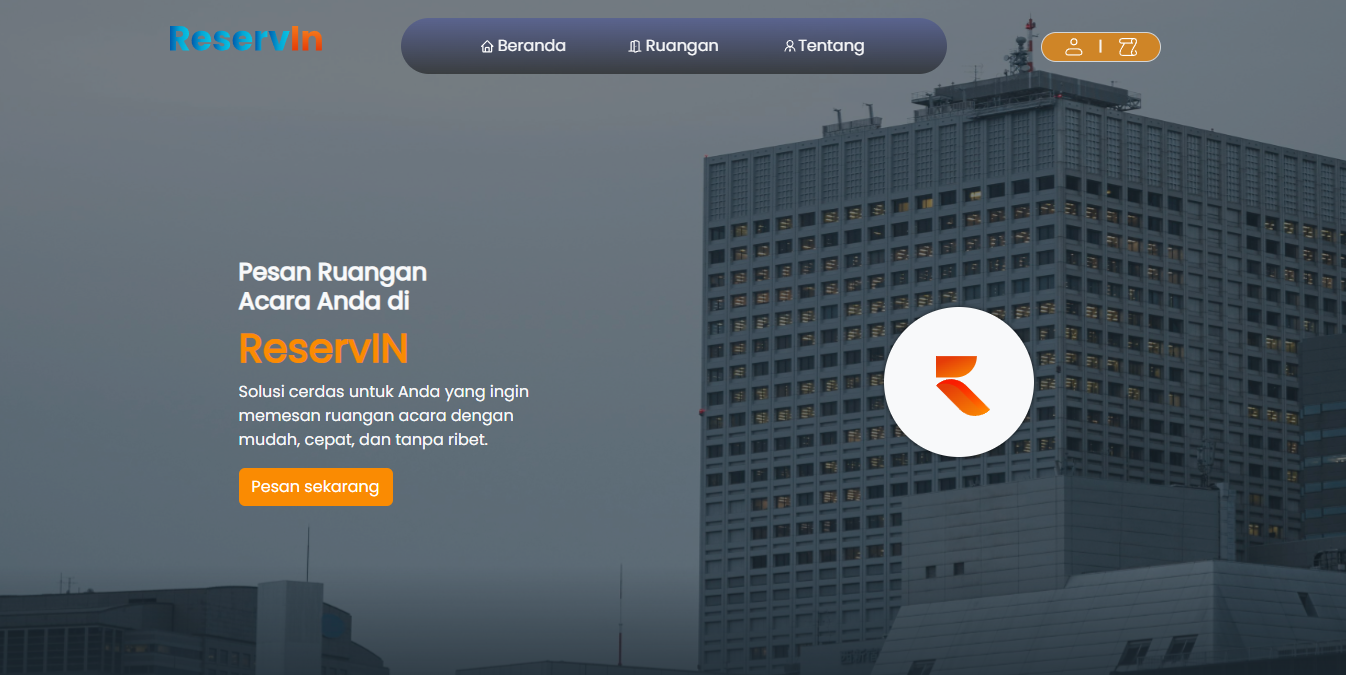 ReservIn
Beranda
Ruangan
Tentang
Pesan Ruangan
Acara Anda di
ReservIN
Solusi cerdas untuk Anda yang ingin
memesan ruangan acara dengan
mudah, cepat, dan tanpa ribet.
Pesan sekarang